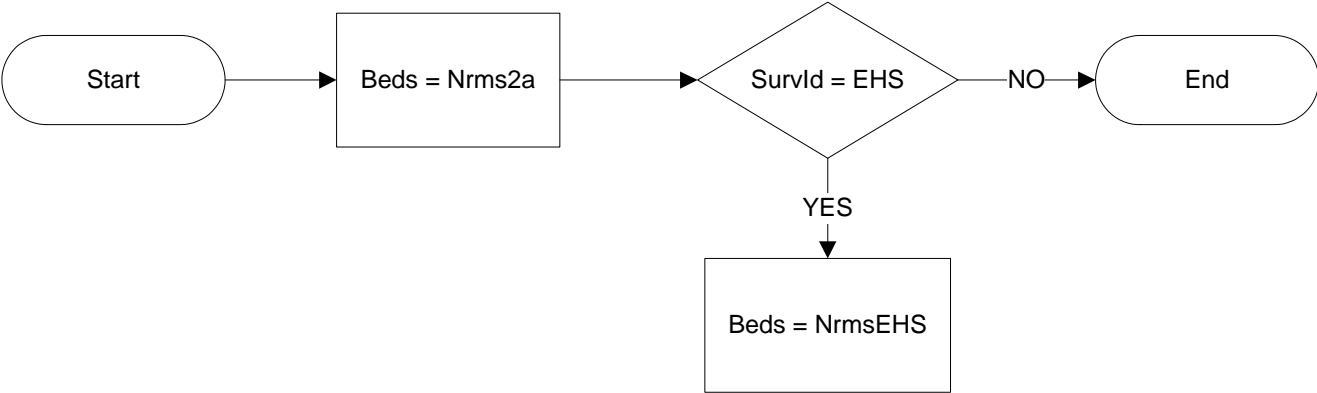 Start
Beds = Nrms2a
SurvId = EHS
NO
End
YES
Beds = NrmsEHS